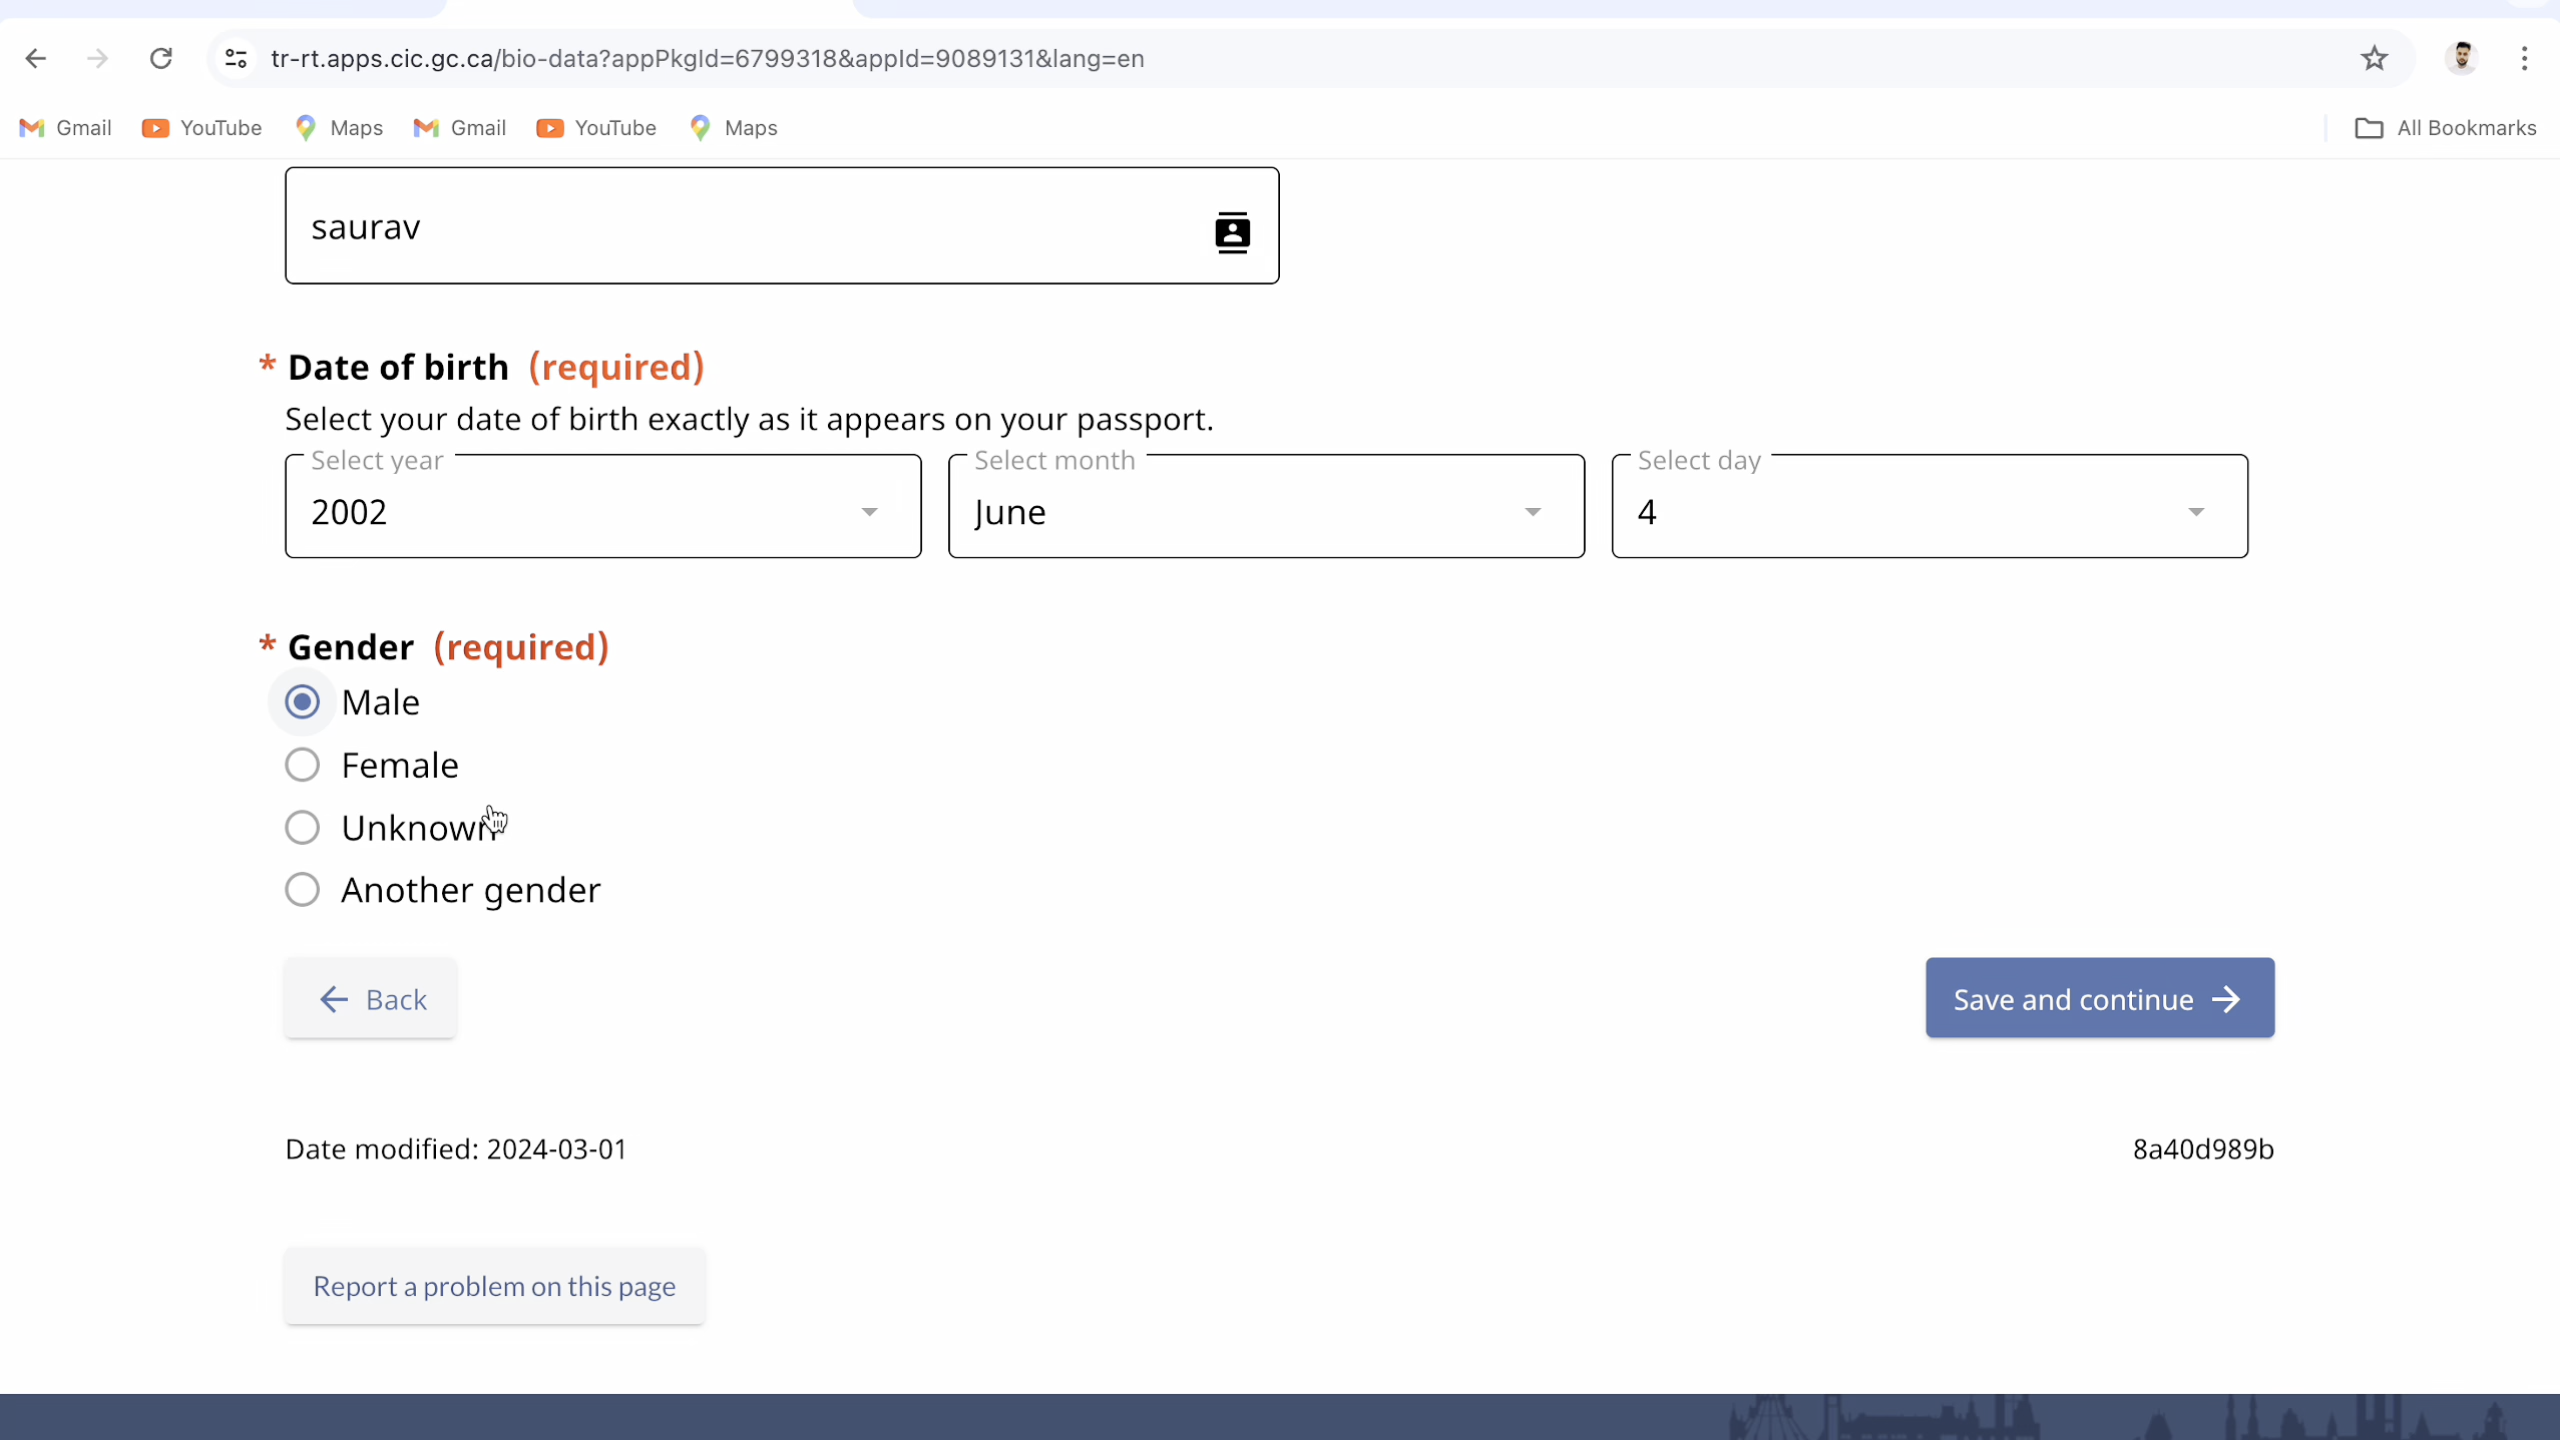 tr-rt.apps.cic.gc.ca/bio-data?appPkgId=6799318&appId=9089131&lang=en
Gmail YouTube Maps Gmail YouTube Maps All Bookmarks
saurav
* Date of birth (required)
Select your date of birth exactly as it appears on your passport.
Select year Select month Select day
2002 June 4
* Gender (required)
Male
Female
Unknown
Another gender
Back Save and continue
Date modified: 2024-03-01 8a40d989b
Report a problem on this page